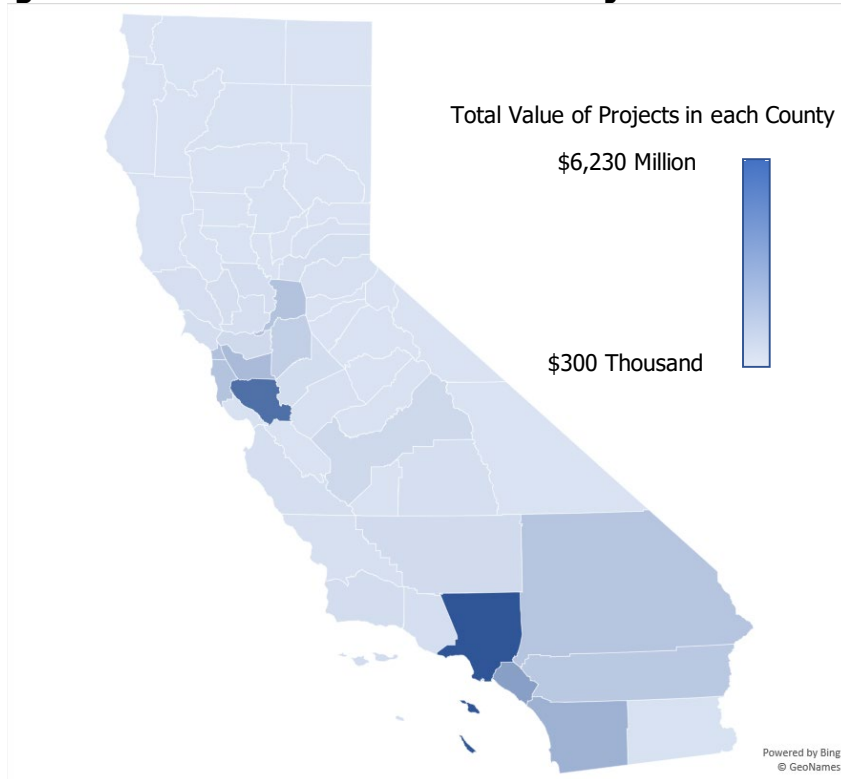 Total Value of Projects in each County
$6,230 Million
$300 Thousand
Powered by Bing
© GeoNames